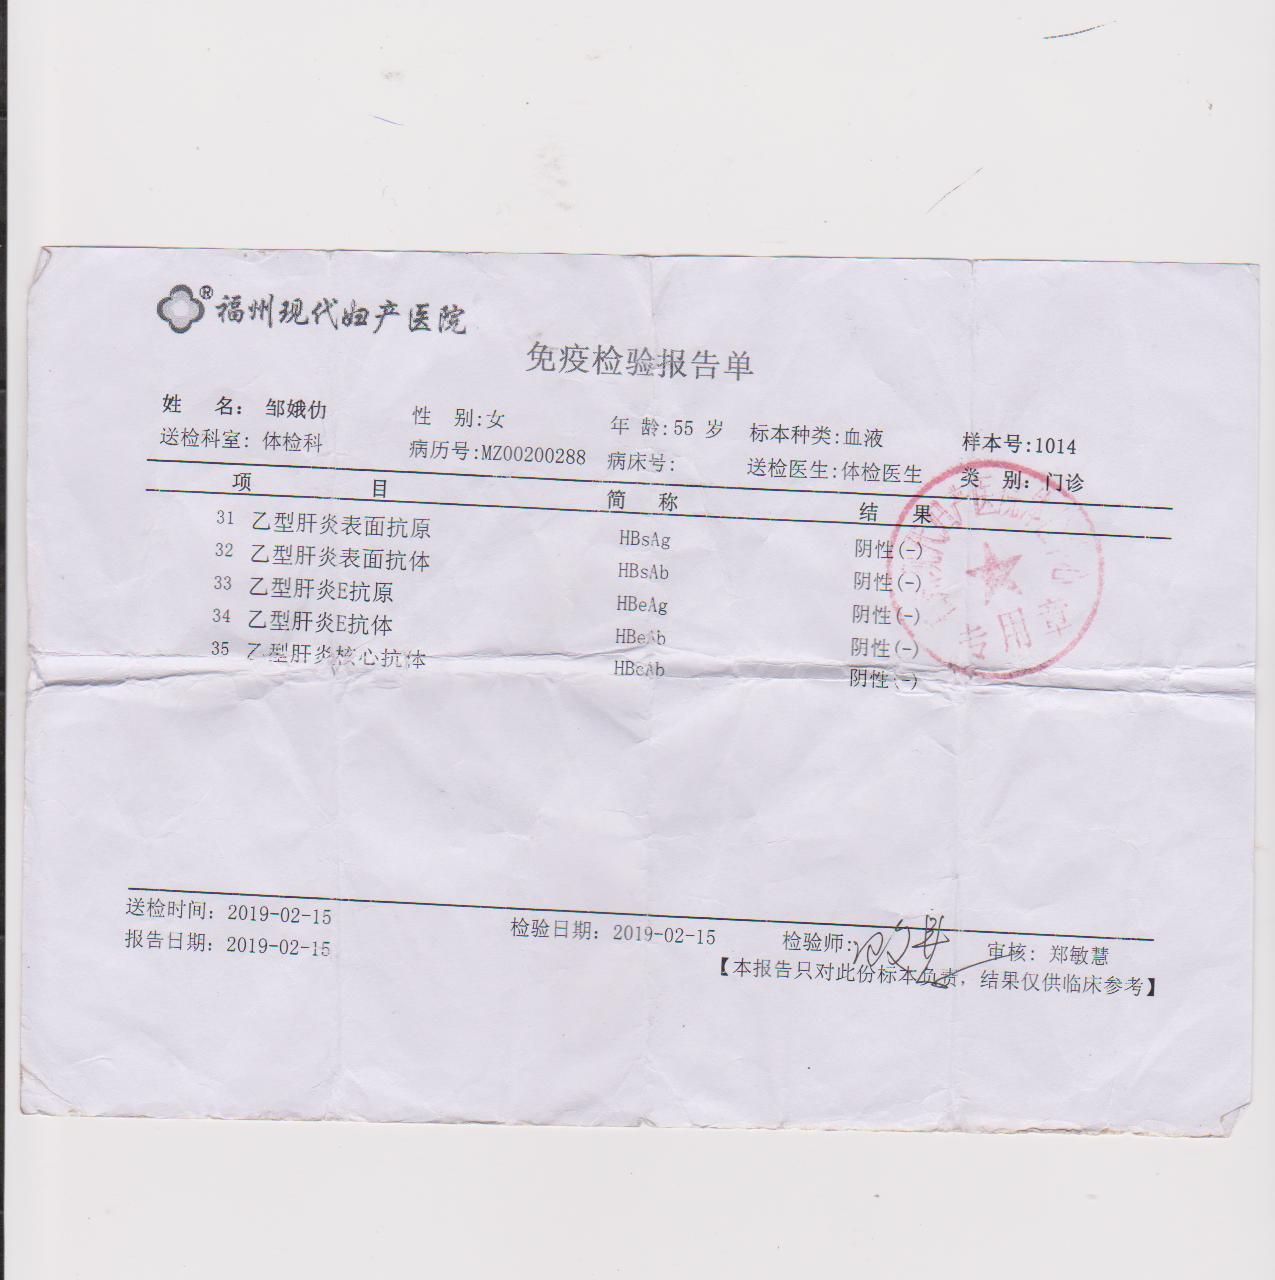 ®福州现代妇产医院
免疫检验报告单
姓 名: 邹娥仂 性 别:女 年 龄:55 岁 标本种类:血液 样本号:1014
送检科室: 体检科 病历号:MZ00200288 病床号: 送检医生:体检医生 类 别: 门诊
项 目 简 称 结 果
31 乙型肝炎表面抗原 HBsAg 阴性(-)
32 乙型肝炎表面抗体 HBsAb 阴性(-)
33 乙型肝炎E抗原 HBeAg 阴性(-)
34 乙型肝炎E抗体 HBeAb 阴性(-)
35 乙型肝炎核心抗体 HBcAb 阴性(-)
专用章
送检时间: 2019-02-15 检验日期: 2019-02-15 检验师: 审核: 郑敏慧
报告日期: 2019-02-15
【本报告只对此份标本负责, 结果仅供临床参考】